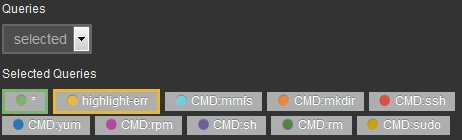 Queries
selected
Selected Queries
* highlight-err CMD:mmfs CMD:mkdir CMD:ssh
CMD:yum CMD:rpm CMD:sh CMD:rm CMD:sudo